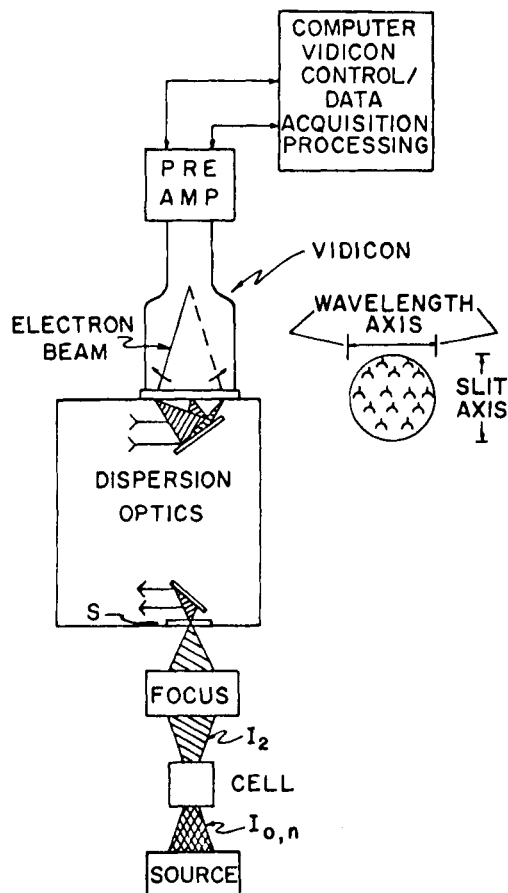 COMPUTER
VIDICON
CONTROL/
DATA
ACQUISITION
PROCESSING
PRE
AMP
VIDICON
ELECTRON
BEAM
WAVELENGTH
AXIS
SLIT
AXIS
DISPERSION
OPTICS
S
FOCUS
I2
CELL
Io,n
SOURCE